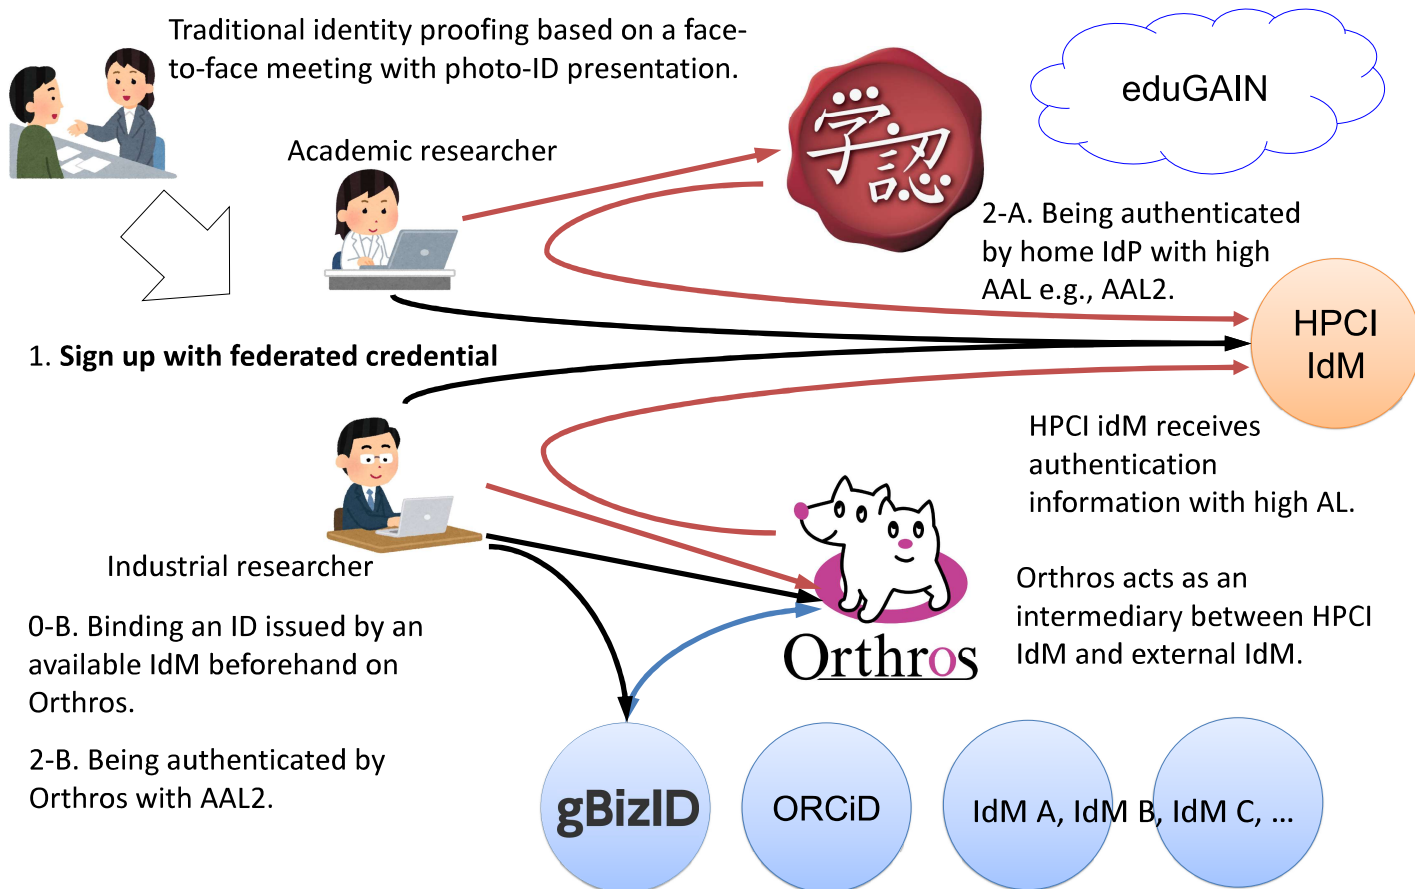 Traditional identity proofing based on a face-
to-face meeting with photo-ID presentation.
eduGAIN
学認
Academic researcher
2-A. Being authenticated
by home IdP with high
AAL e.g., AAL2.
HPCI
IdM
1. Sign up with federated credential
HPCI idM receives
authentication
information with high AL.
Industrial researcher
Orthros acts as an
intermediary between HPCI
IdM and external IdM.
0-B. Binding an ID issued by an
available IdM beforehand on
Orthros.
Orthros
2-B. Being authenticated by
Orthros with AAL2.
gBizID
ORCiD
IdM A, IdM B, IdM C, ...